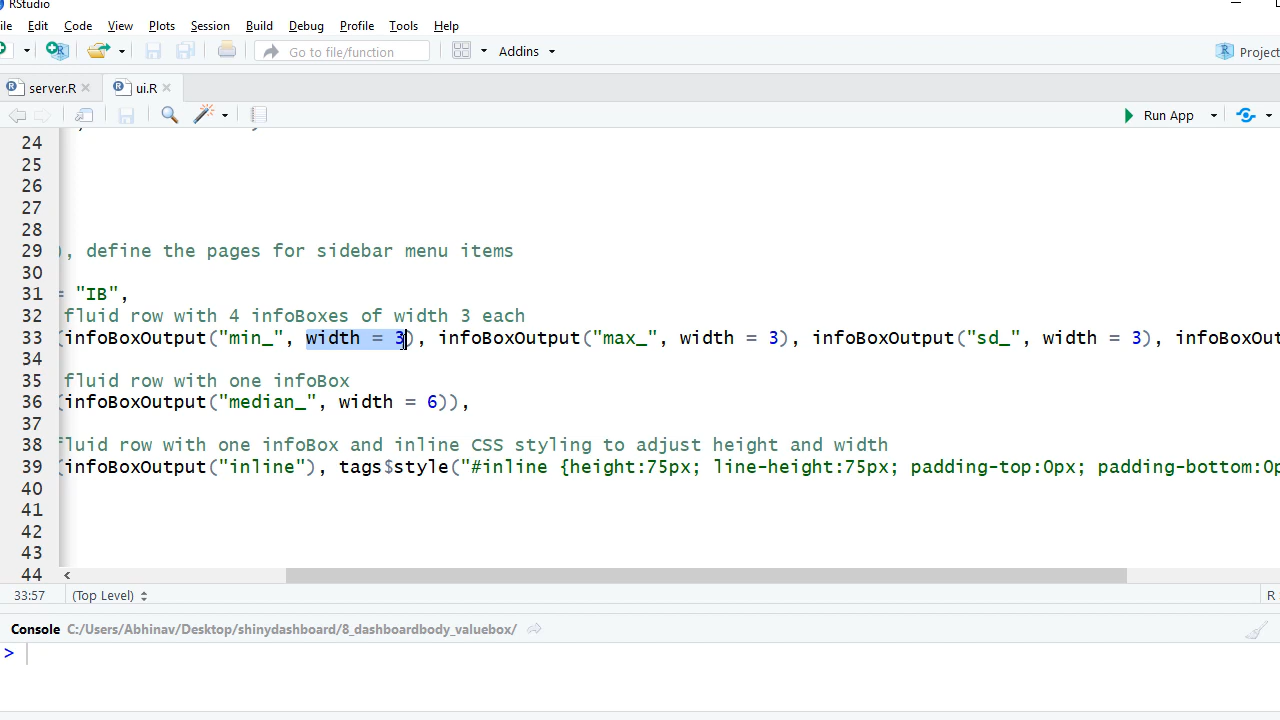 RStudio
ile Edit Code View Plots Session Build Debug Profile Tools Help
Go to file/function Addins Project
server.R ui.R
Run App
24
25
26
27
28
29 ), define the pages for sidebar menu items
30
31 = "IB",
32 fluid row with 4 infoBoxes of width 3 each
33 (infoBoxOutput("min_", width = 3), infoBoxOutput("max_", width = 3), infoBoxOutput("sd_", width = 3), infoBoxOut
34
35 fluid row with one infoBox
36 (infoBoxOutput("median_", width = 6)),
37
38 fluid row with one infoBox and inline CSS styling to adjust height and width
39 (infoBoxOutput("inline"), tags$style("#inline {height:75px; line-height:75px; padding-top:0px; padding-bottom:0p
40
41
42
43
44
33:57 (Top Level) R
Console C:/Users/Abhinav/Desktop/shinydashboard/8_dashboardbody_valuebox/
>